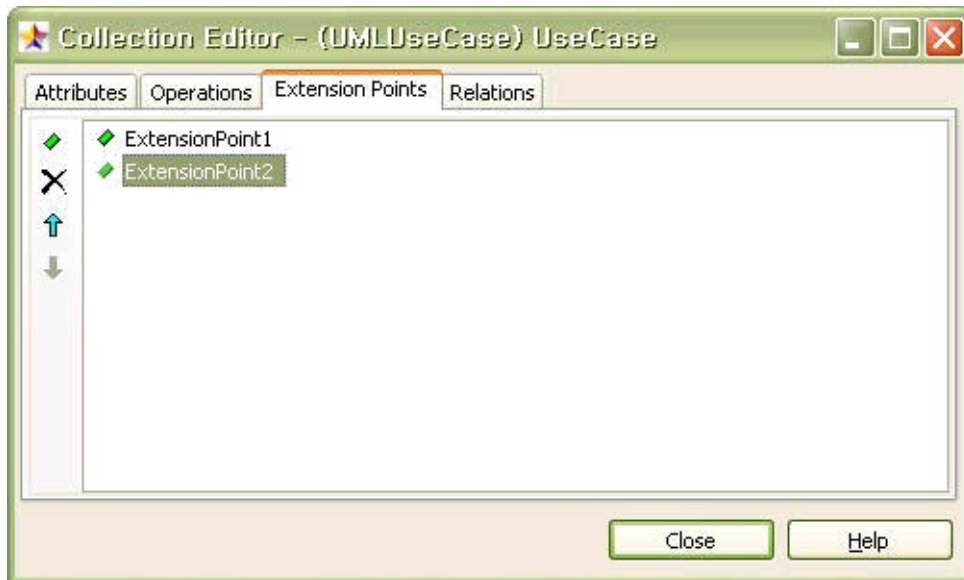 Collection Editor - (UMLUseCase) UseCase
Attributes Operations Extension Points Relations
ExtensionPoint1
ExtensionPoint2
Close Help